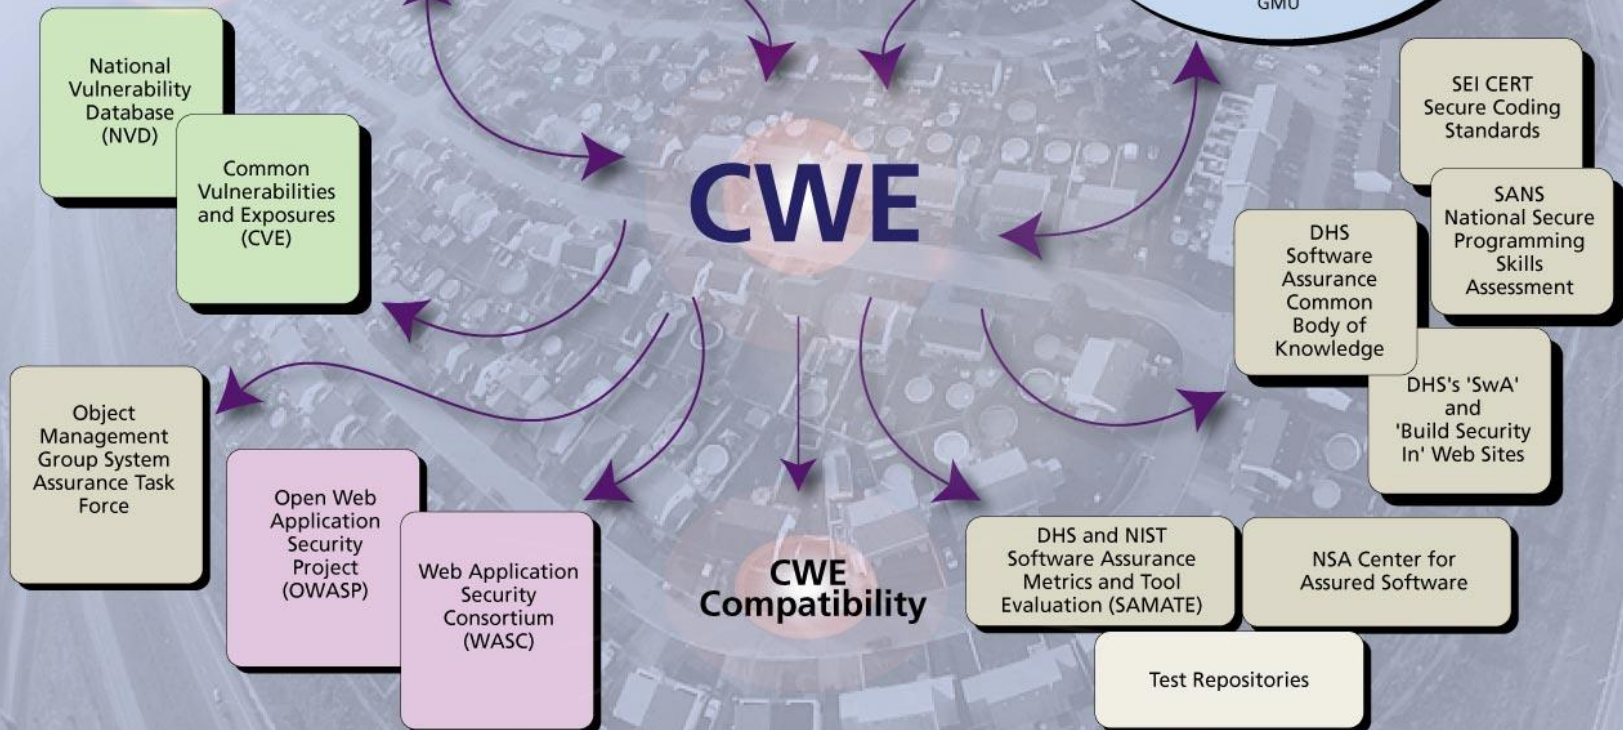 GMU
National
Vulnerability
Database
(NVD)
Common
Vulnerabilities
and Exposures
(CVE)
CWE
SEI CERT
Secure Coding
Standards
SANS
National Secure
Programming
Skills
Assessment
DHS
Software
Assurance
Common
Body of
Knowledge
DHS's 'SwA'
and
'Build Security
In' Web Sites
Object
Management
Group System
Assurance Task
Force
Open Web
Application
Security
Project
(OWASP)
Web Application
Security
Consortium
(WASC)
CWE
Compatibility
DHS and NIST
Software Assurance
Metrics and Tool
Evaluation (SAMATE)
NSA Center for
Assured Software
Test Repositories